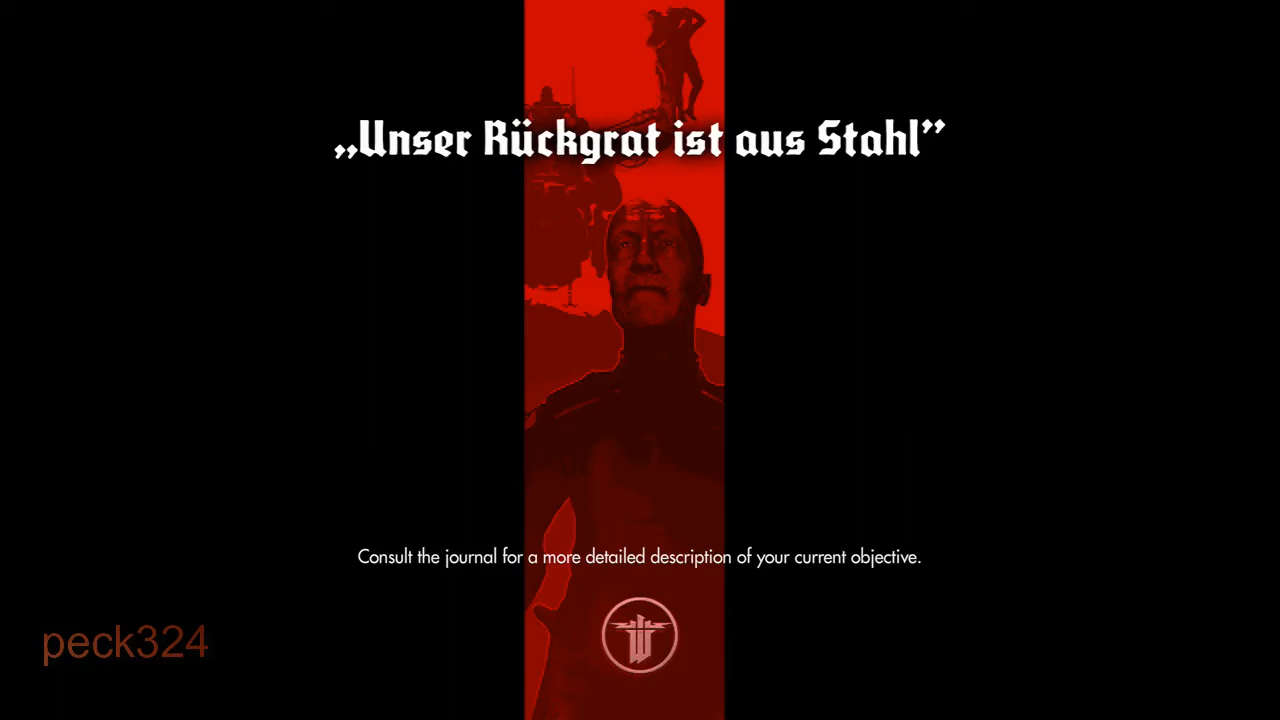 „Unser Rückgrat ist aus Stahl”
Consult the journal for a more detailed description of your current objective.
peck324